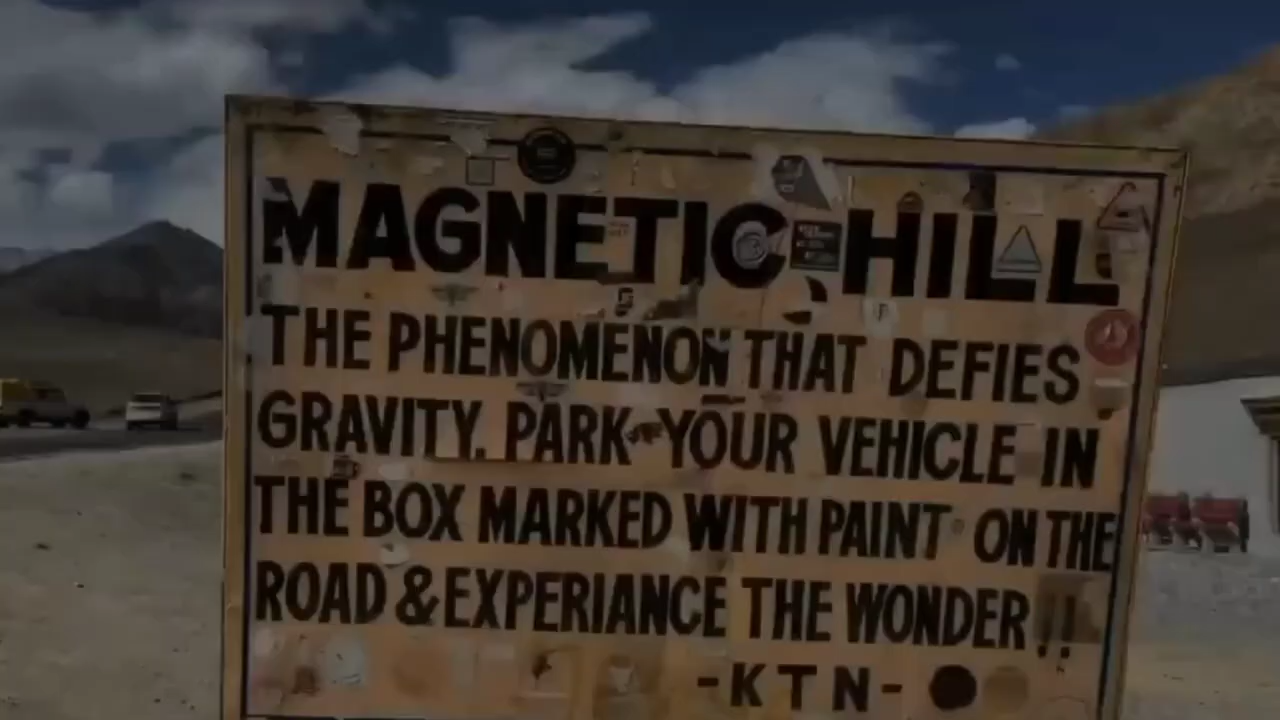 MAGNETIC HILL
THE PHENOMENON THAT DEFIES
GRAVITY. PARK YOUR VEHICLE IN
THE BOX MARKED WITH PAINT ON THE
ROAD & EXPERIANCE THE WONDER !!
- K T N -